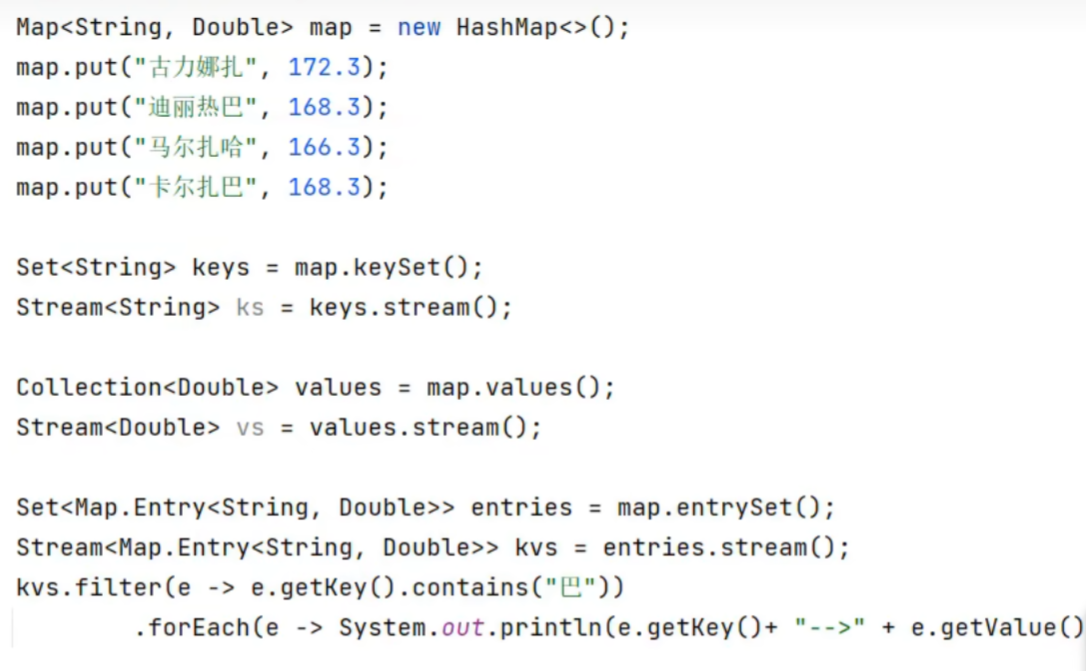 Map<String, Double> map = new HashMap<>();
map.put("古力娜扎", 172.3);
map.put("迪丽热巴", 168.3);
map.put("马尔扎哈", 166.3);
map.put("卡尔扎巴", 168.3);
Set<String> keys = map.keySet();
Stream<String> ks = keys.stream();
Collection<Double> values = map.values();
Stream<Double> vs = values.stream();
Set<Map.Entry<String, Double>> entries = map.entrySet();
Stream<Map.Entry<String, Double>> kvs = entries.stream();
kvs.filter(e -> e.getKey().contains("巴"))
.forEach(e -> System.out.println(e.getKey()+ "-->" + e.getValue()